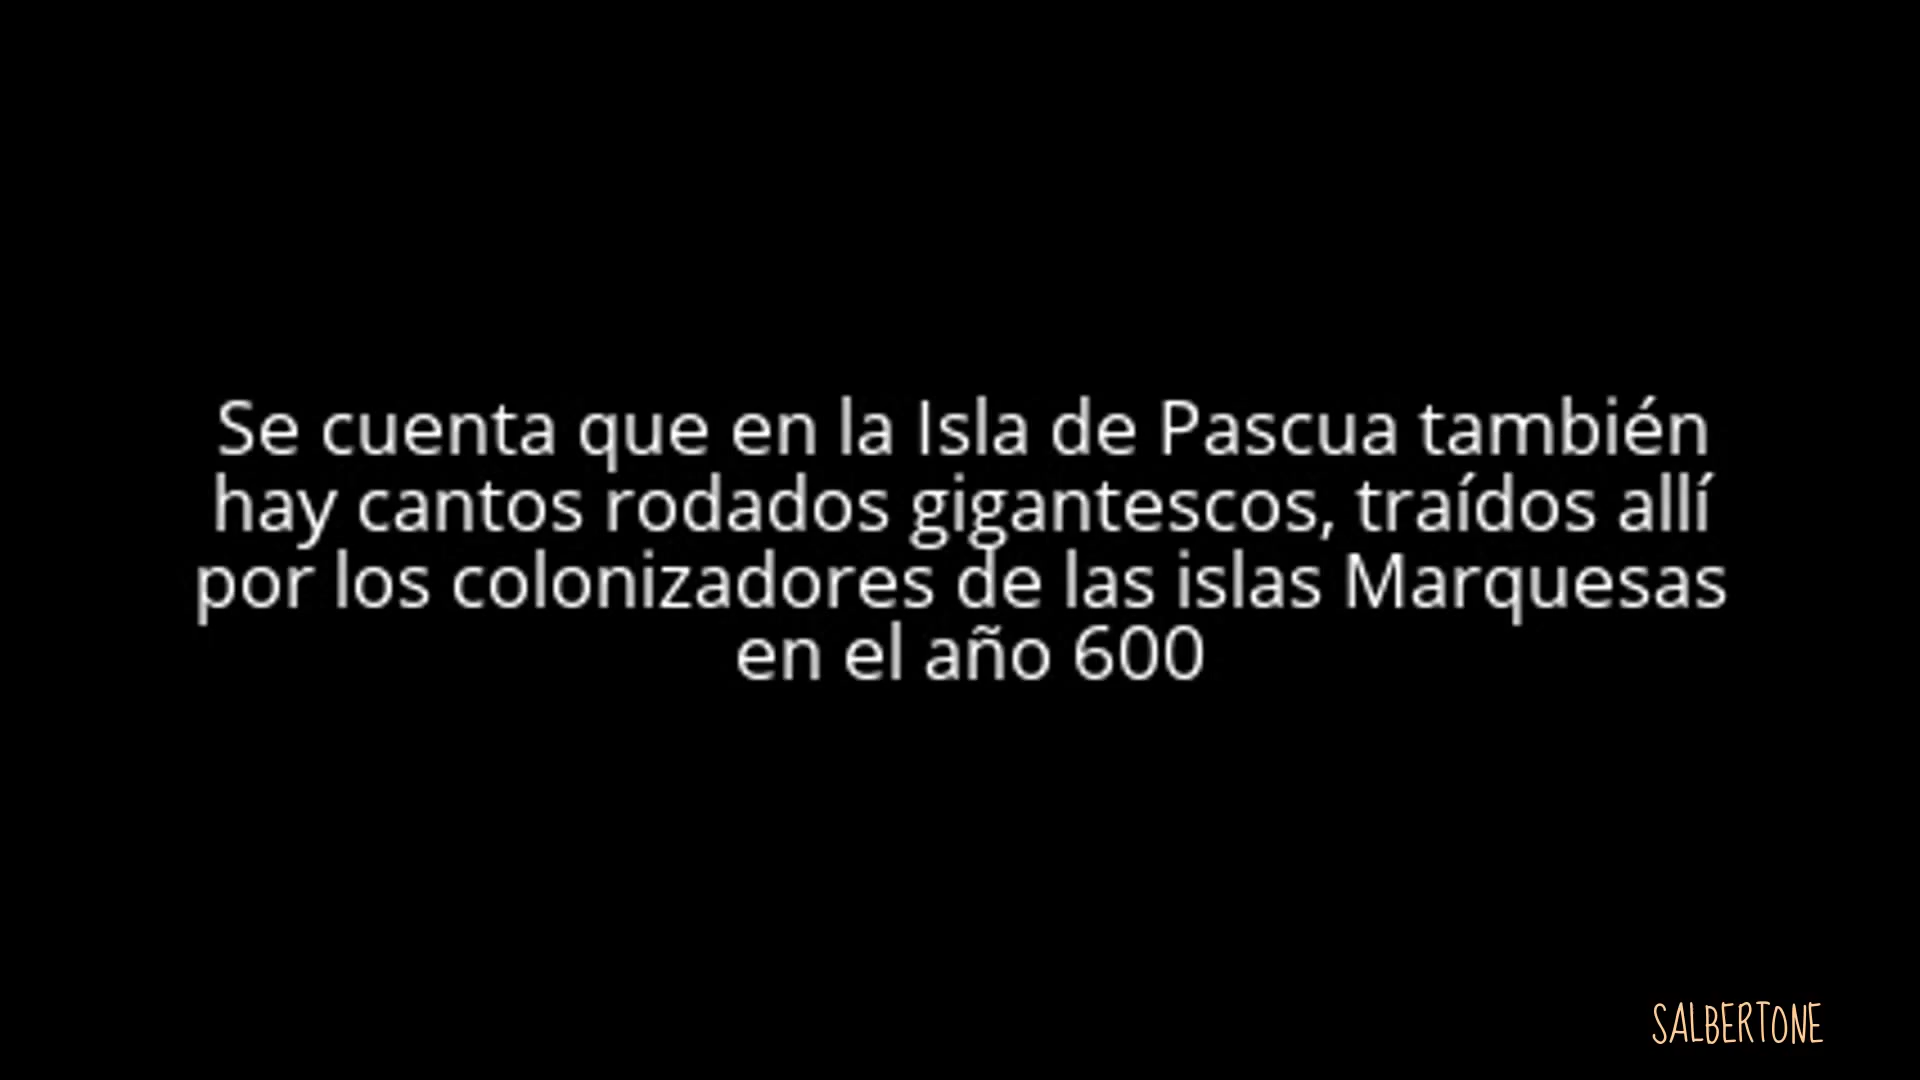 Se cuenta que en la Isla de Pascua también
hay cantos rodados gigantescos, traídos allí
por los colonizadores de las islas Marquesas
en el año 600
SALBERTONE